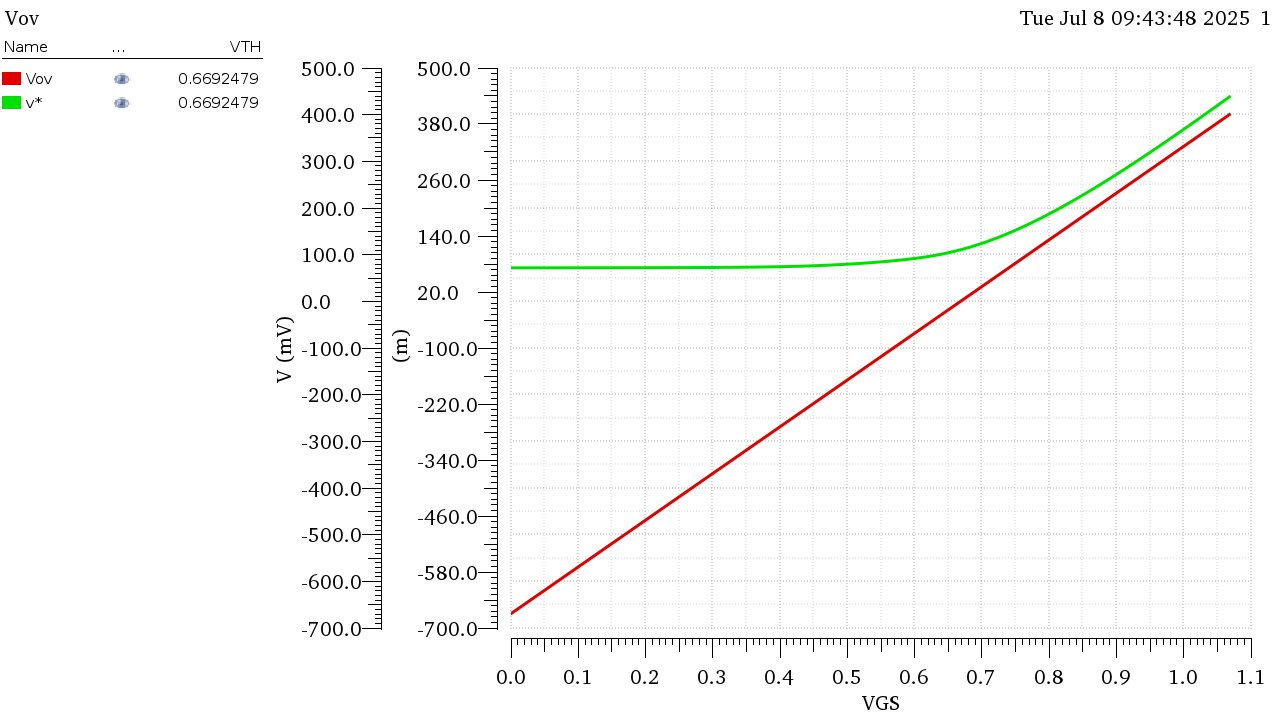 Vov
Tue Jul 8 09:43:48 2025 1
Name ... VTH
Vov 0.6692479
v* 0.6692479
500.0 500.0
400.0 380.0
300.0 260.0
200.0 140.0
100.0 20.0
0.0 -100.0
-100.0 -220.0
-200.0 -340.0
-300.0 -460.0
-400.0 -580.0
-500.0 -700.0
-600.0
-700.0
V (mV)
(m)
0.0 0.1 0.2 0.3 0.4 0.5 0.6 0.7 0.8 0.9 1.0 1.1
VGS